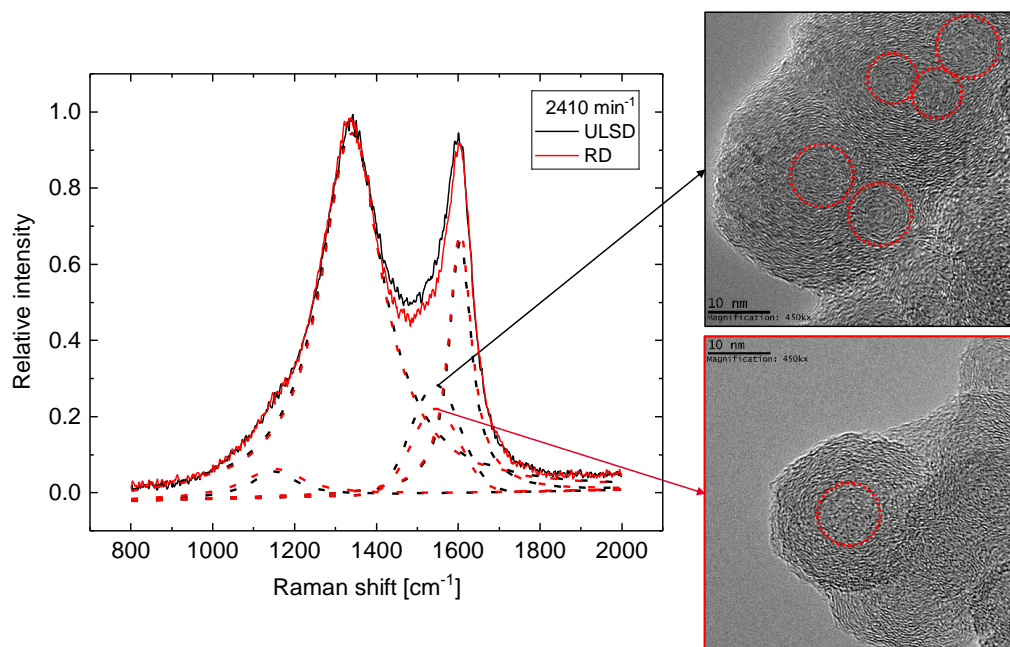 2410 min⁻¹
ULSD
RD
1.0
0.8
0.6
0.4
0.2
0.0
Relative intensity
800 1000 1200 1400 1600 1800 2000
Raman shift [cm⁻¹]
10 nm
Magnification: 450kx
10 nm
Magnification: 450kx